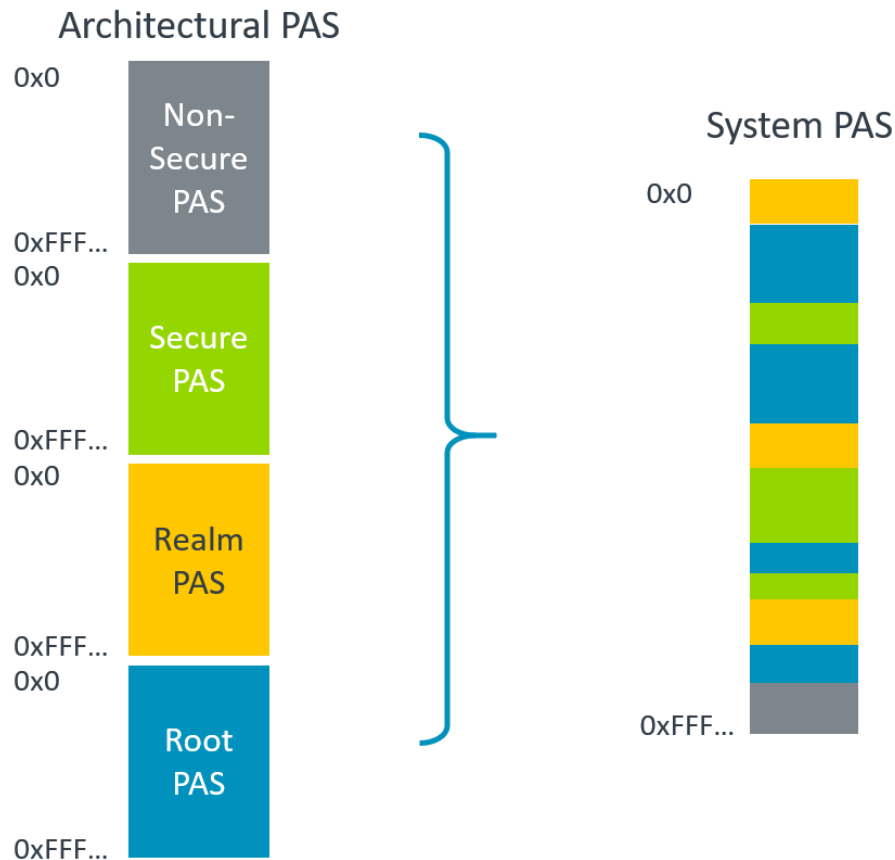 Architectural PAS
0x0
Non-
Secure
PAS
0xFFF...
0x0
Secure
PAS
0xFFF...
0x0
Realm
PAS
0xFFF...
0x0
Root
PAS
0xFFF...
System PAS
0x0
0xFFF...